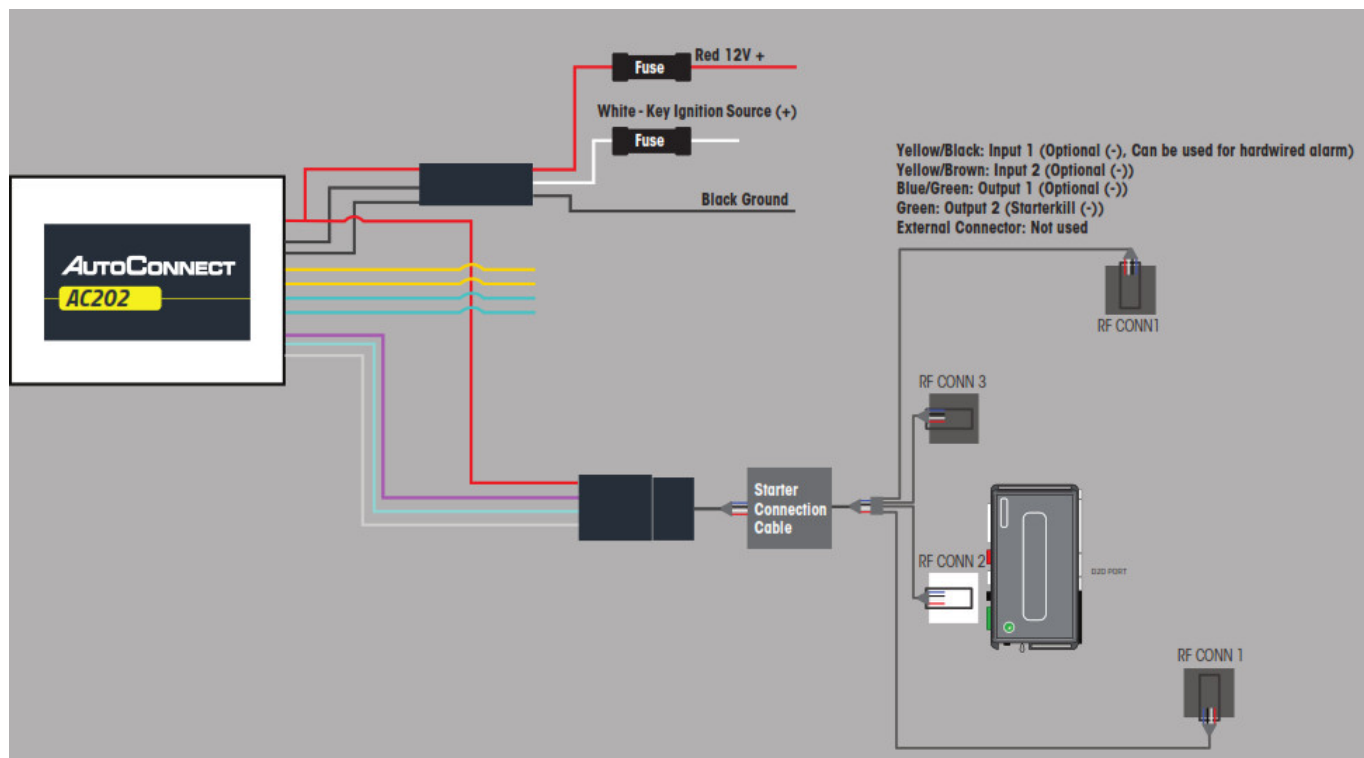 Red 12V +
Fuse
White - Key Ignition Source (+)
Fuse
Black Ground
AUTOCONNECT
AC202
Yellow/Black: Input 1 (Optional (-), Can be used for hardwired alarm)
Yellow/Brown: Input 2 (Optional (-))
Blue/Green: Output 1 (Optional (-))
Green: Output 2 (Starterkill (-))
External Connector: Not used
RF CONN1
RF CONN 3
Starter
Connection
Cable
RF CONN 2
D2D PORT
RF CONN 1